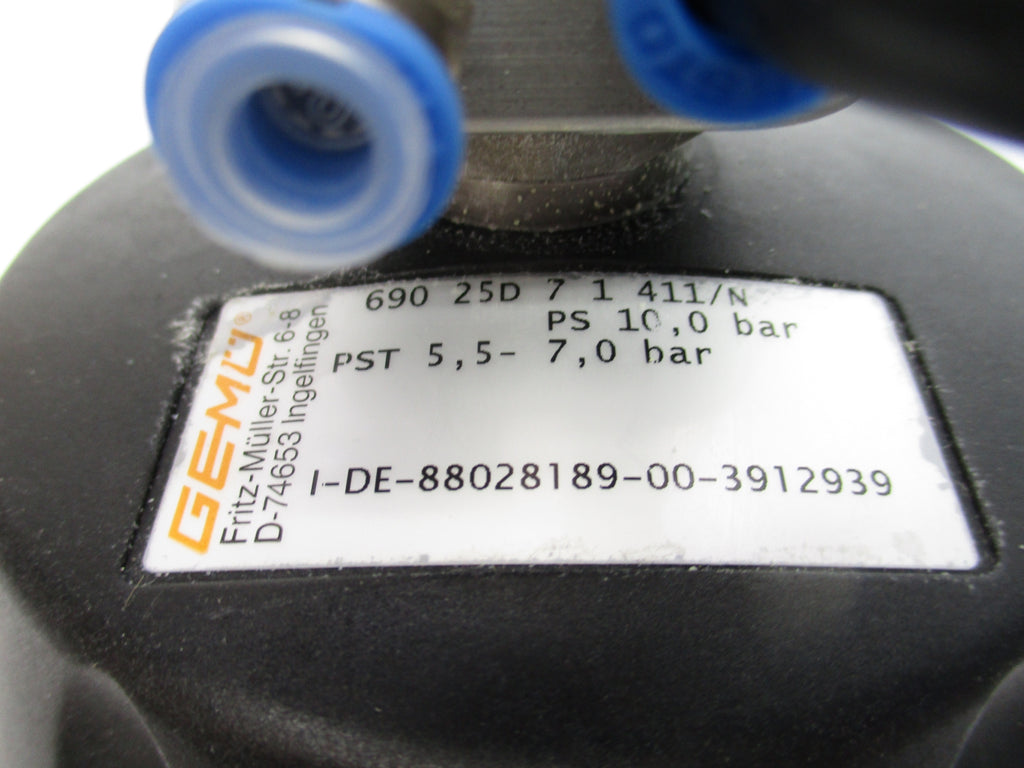 690 25D 7 1 411/N
PS 10,0 bar
PST 5,5- 7,0 bar
I-DE-88028189-00-3912939
GEMÜ®
Fritz-Müller-Str. 6-8
D-74653 Ingelfingen